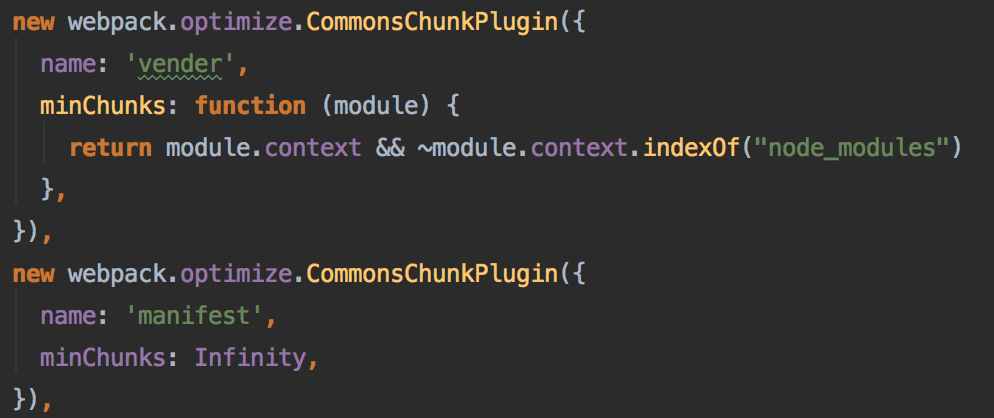 new webpack.optimize.CommonsChunkPlugin({
  name: 'vender',
  minChunks: function (module) {
    return module.context && ~module.context.indexOf("node_modules")
  },
}),
new webpack.optimize.CommonsChunkPlugin({
  name: 'manifest',
  minChunks: Infinity,
}),